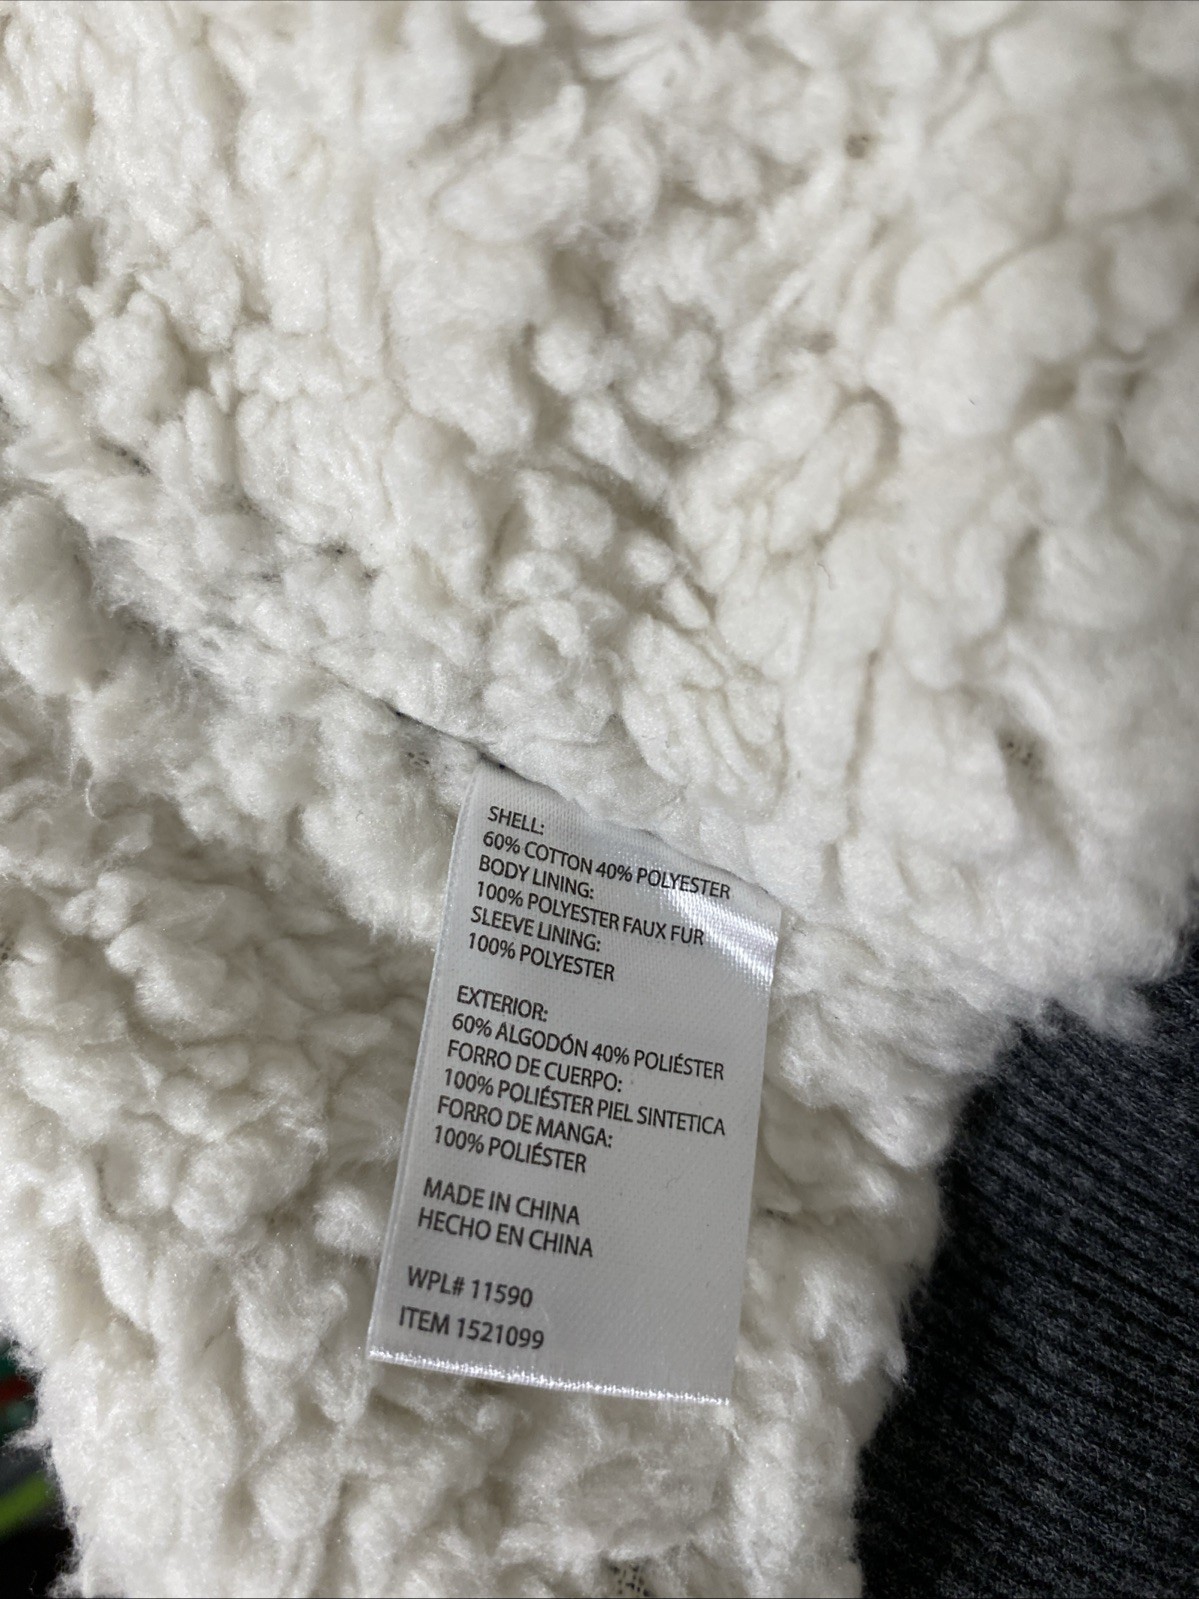 SHELL:
60% COTTON 40% POLYESTER
BODY LINING:
100% POLYESTER FAUX FUR
SLEEVE LINING:
100% POLYESTER
EXTERIOR:
60% ALGODÓN 40% POLIÉSTER
FORRO DE CUERPO:
100% POLIÉSTER PIEL SINTETICA
FORRO DE MANGA:
100% POLIÉSTER
MADE IN CHINA
HECHO EN CHINA
WPL# 11590
ITEM 1521099